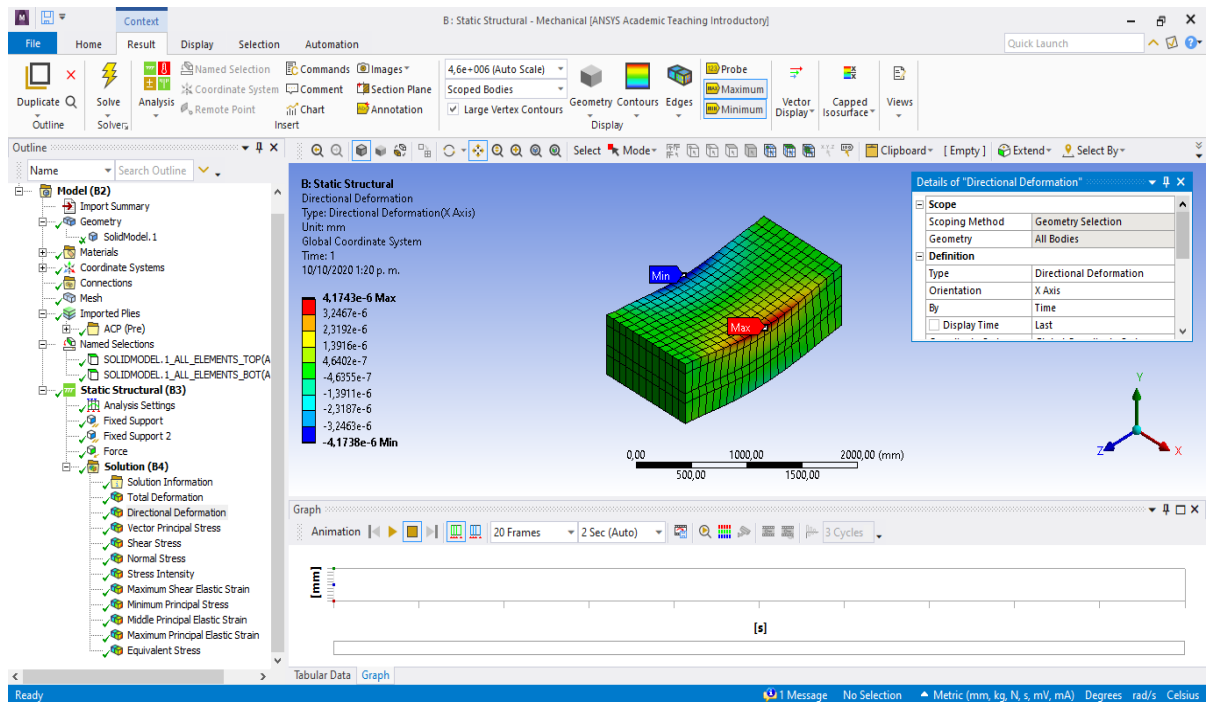 M
Context
B : Static Structural - Mechanical [ANSYS Academic Teaching Introductory]
File Home Result Display Selection Automation
Quick Launch
Duplicate Q
Outline
Solve
Solver
Analysis
Named Selection
Coordinate System
Remote Point
Commands
Comment
Chart
Images
Section Plane
Annotation
Insert
4,6e+006 (Auto Scale)
Scoped Bodies
Large Vertex Contours
Geometry Contours Edges
Display
Probe
Maximum
Minimum
Vector
Display
Capped
Isosurface
Views
Outline
Name Search Outline
Select Mode Clipboard [ Empty ] Extend Select By
Model (B2)
Import Summary
Geometry
SolidModel.1
Materials
Coordinate Systems
Connections
Mesh
Imported Plies
ACP (Pre)
Named Selections
SOLIDMODEL.1_ALL_ELEMENTS_TOP(A
SOLIDMODEL.1_ALL_ELEMENTS_BOT(A
Static Structural (B3)
Analysis Settings
Fixed Support
Fixed Support 2
Force
Solution (B4)
Solution Information
Total Deformation
Directional Deformation
Vector Principal Stress
Shear Stress
Normal Stress
Stress Intensity
Maximum Shear Elastic Strain
Minimum Principal Stress
Middle Principal Elastic Strain
Maximum Principal Elastic Strain
Equivalent Stress
B: Static Structural
Directional Deformation
Type: Directional Deformation(X Axis)
Unit: mm
Global Coordinate System
Time: 1
10/10/2020 1:20 p. m.
4,1743e-6 Max
3,2467e-6
2,3192e-6
1,3916e-6
4,6402e-7
-4,6355e-7
-1,3911e-6
-2,3187e-6
-3,2463e-6
-4,1738e-6 Min
Min
Max
0,00 1000,00 2000,00 (mm)
500,00 1500,00
Y
Z X
Details of "Directional Deformation"
Scope
Scoping Method Geometry Selection
Geometry All Bodies
Definition
Type Directional Deformation
Orientation X Axis
By Time
Display Time Last
Graph
Animation 20 Frames 2 Sec (Auto) 3 Cycles
[mm]
[s]
Tabular Data Graph
Ready
1 Message No Selection Metric (mm, kg, N, s, mV, mA) Degrees rad/s Celsius